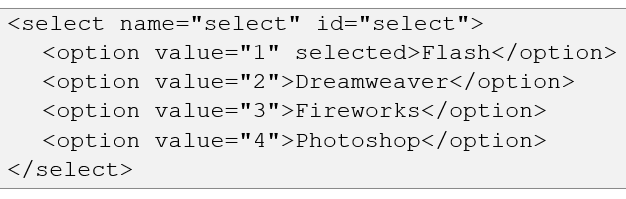 <select name="select" id="select">
<option value="1" selected>Flash</option>
<option value="2">Dreamweaver</option>
<option value="3">Fireworks</option>
<option value="4">Photoshop</option>
</select>